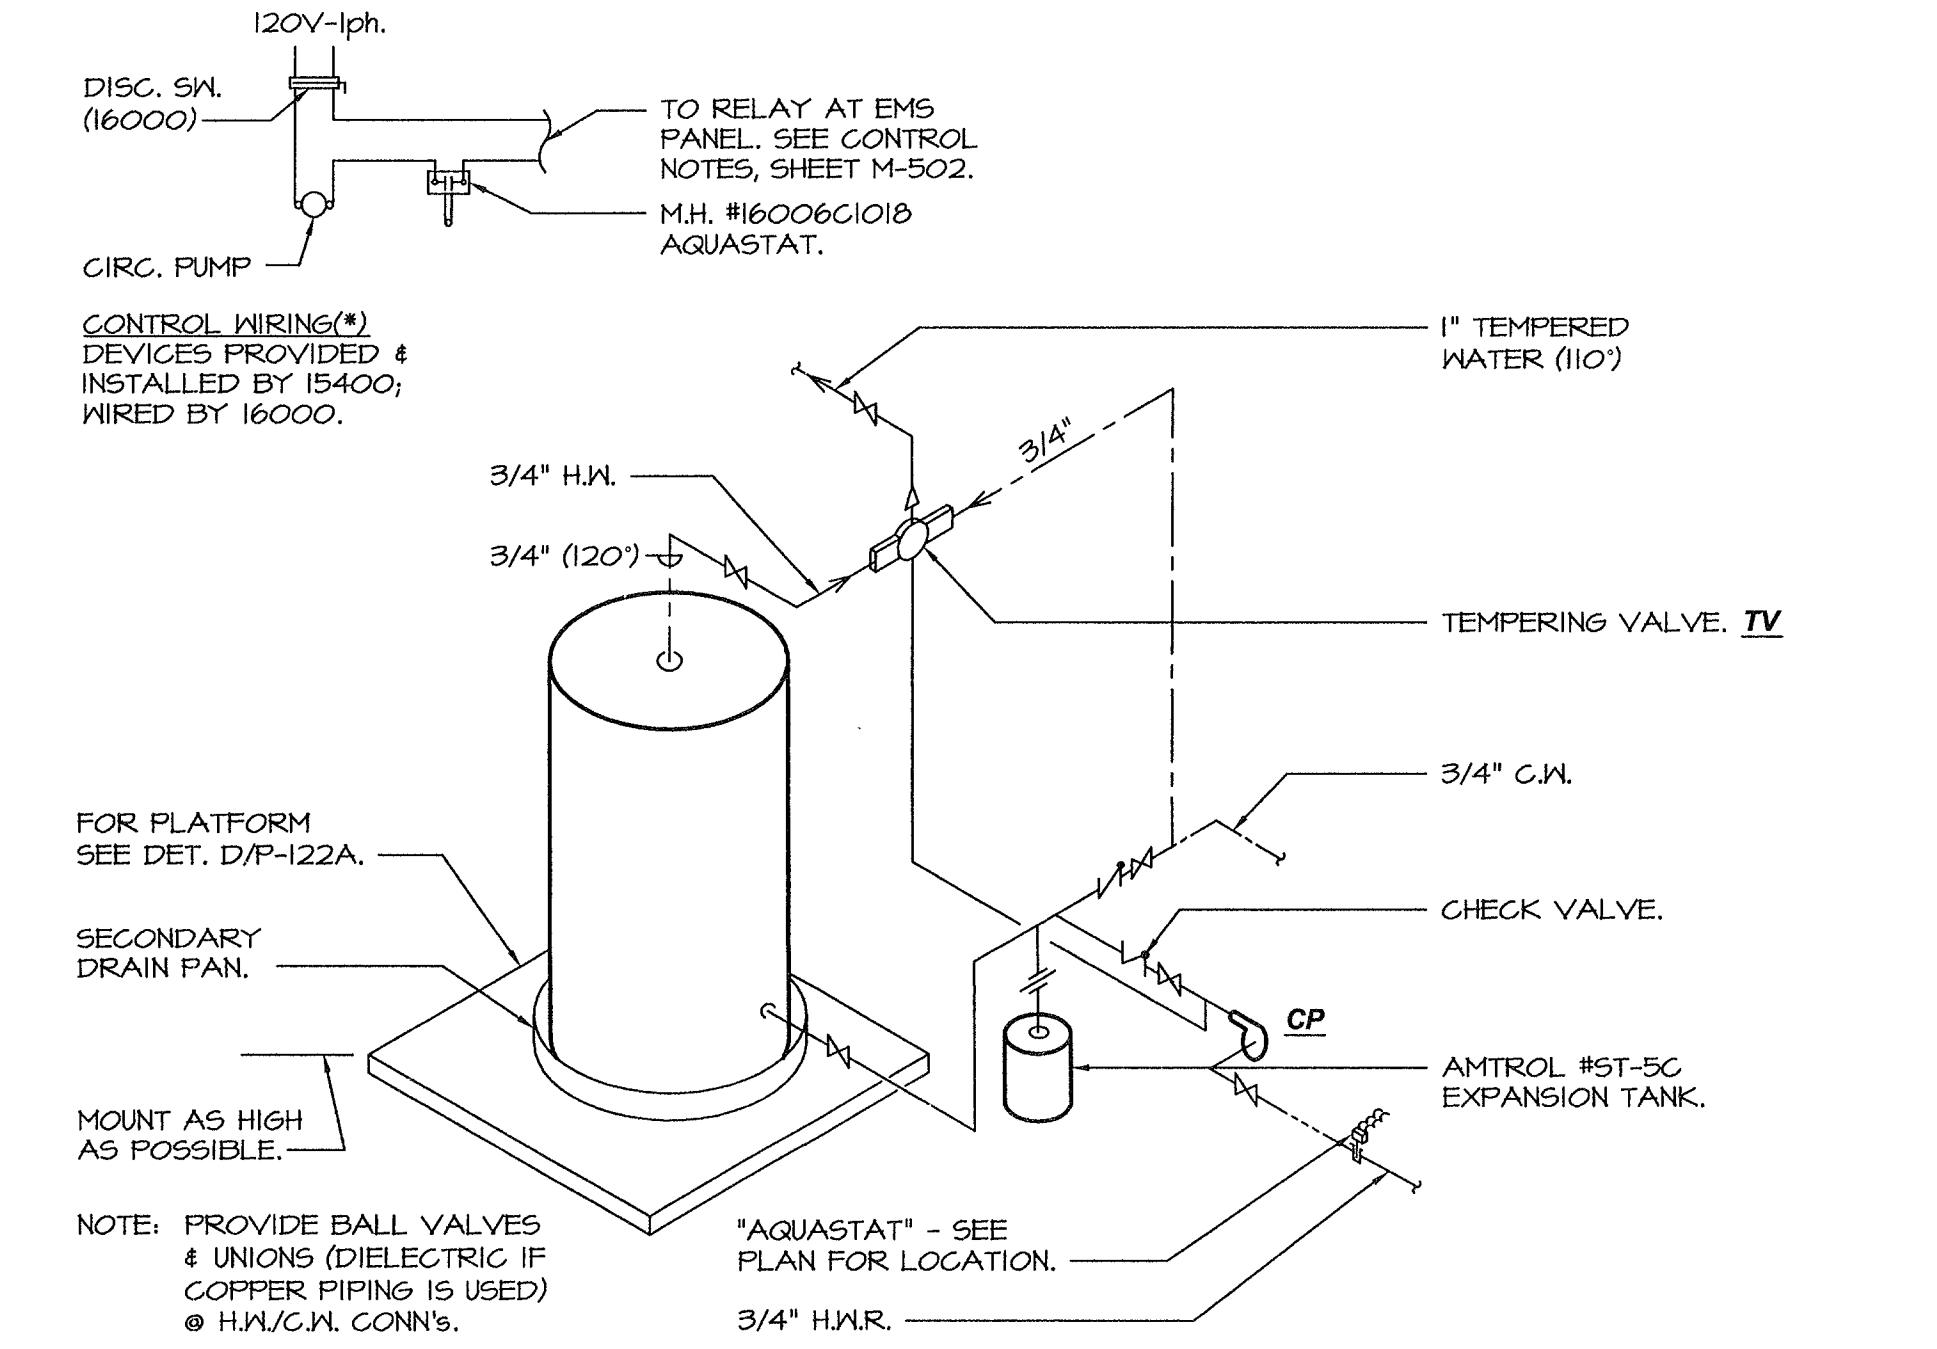 120V-1ph.
DISC. SW.
(16000)
TO RELAY AT EMS
PANEL. SEE CONTROL
NOTES, SHEET M-502.
M.H. #16006C1018
AQUASTAT.
CIRC. PUMP
CONTROL WIRING(*)
DEVICES PROVIDED &
INSTALLED BY 15400;
WIRED BY 16000.
1" TEMPERED
WATER (110°)
3/4"
3/4" H.W.
3/4" (120°)
TEMPERING VALVE. TV
3/4" C.W.
FOR PLATFORM
SEE DET. D/P-122A.
CHECK VALVE.
SECONDARY
DRAIN PAN.
CP
AMTROL #ST-5C
EXPANSION TANK.
MOUNT AS HIGH
AS POSSIBLE.
NOTE: PROVIDE BALL VALVES
& UNIONS (DIELECTRIC IF
COPPER PIPING IS USED)
@ H.W./C.W. CONN's.
"AQUASTAT" - SEE
PLAN FOR LOCATION.
3/4" H.W.R.